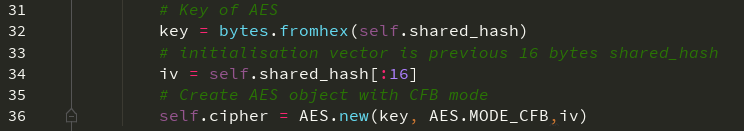 31 # Key of AES
32 key = bytes.fromhex(self.shared_hash)
33 # initialisation vector is previous 16 bytes shared_hash
34 iv = self.shared_hash[:16]
35 # Create AES object with CFB mode
36 self.cipher = AES.new(key, AES.MODE_CFB,iv)